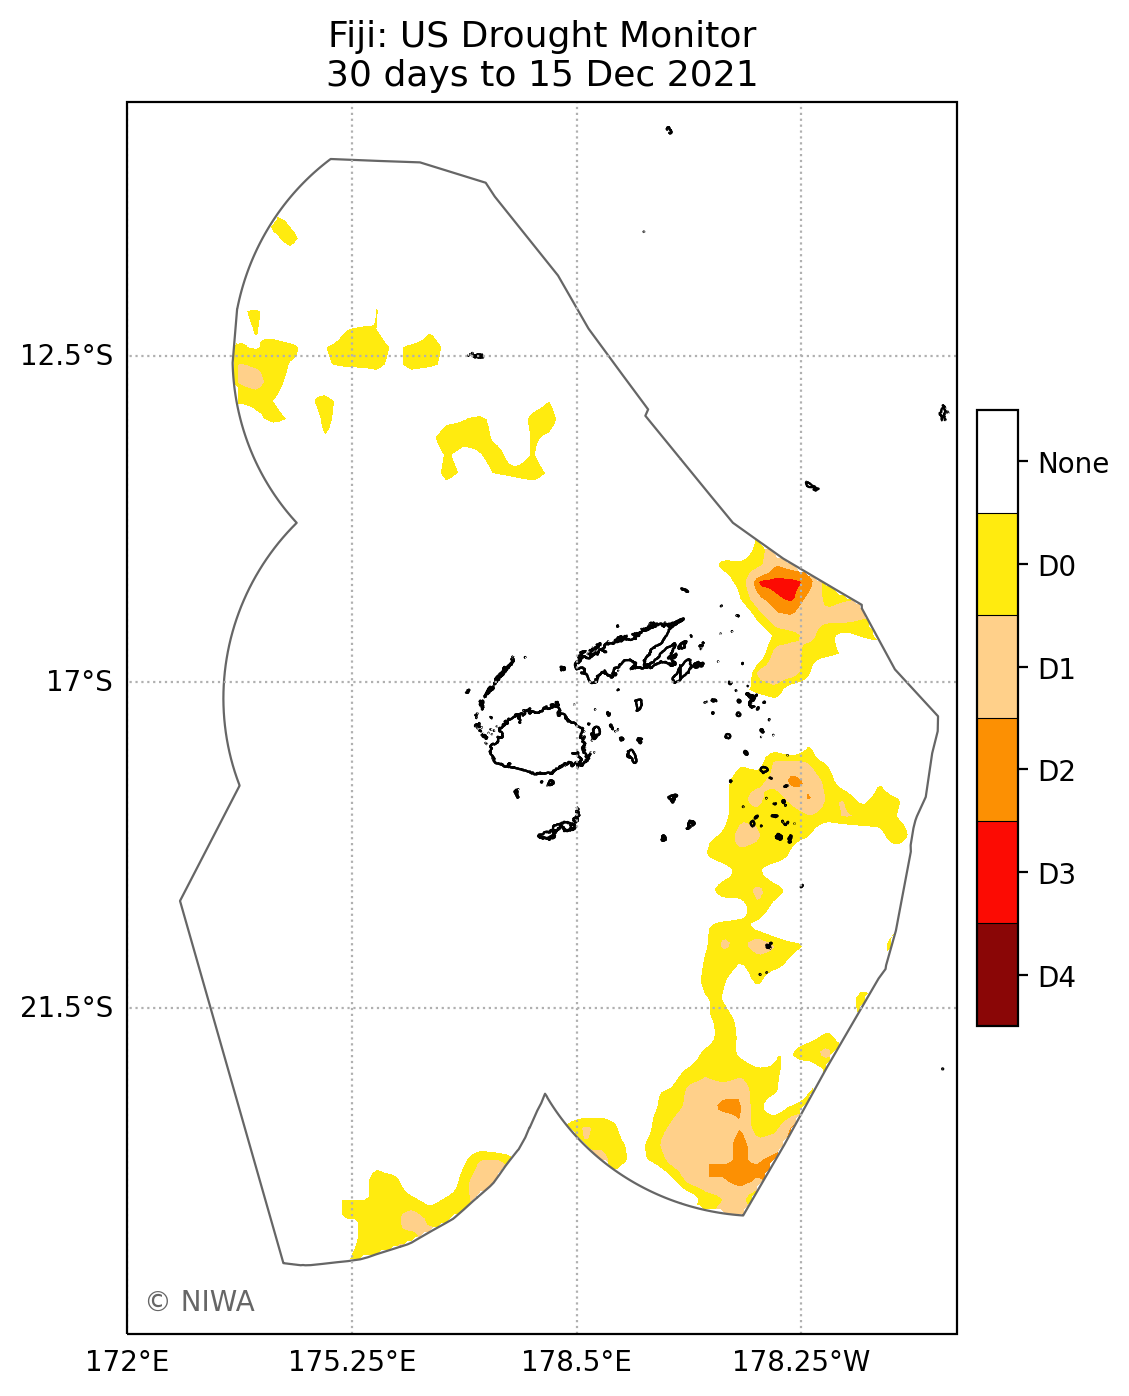 Fiji: US Drought Monitor
30 days to 15 Dec 2021
12.5°S
17°S
21.5°S
None
D0
D1
D2
D3
D4
© NIWA
172°E
175.25°E
178.5°E
178.25°W